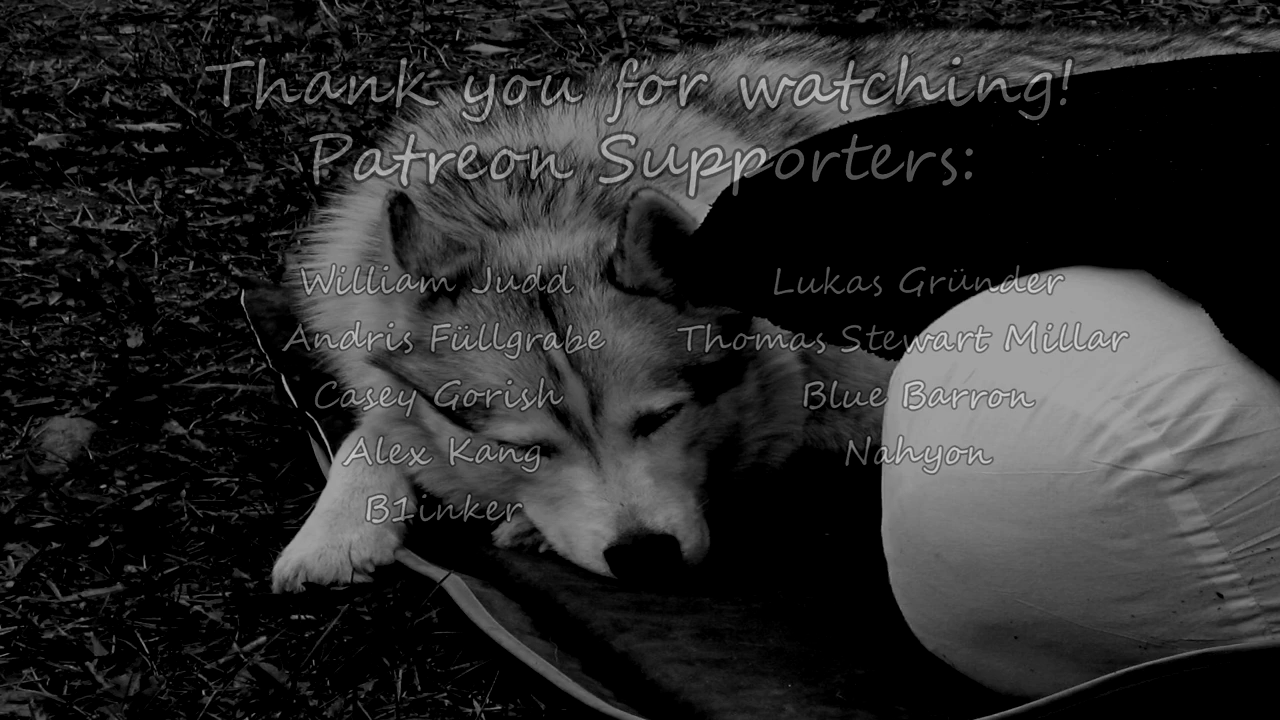 Thank you for watching!
Patreon Supporters:
William Judd
Lukas Gründer
Andris Füllgrabe
Thomas Stewart Millar
Casey Gorish
Blue Barron
Alex Kang
Nahyon
B1inker